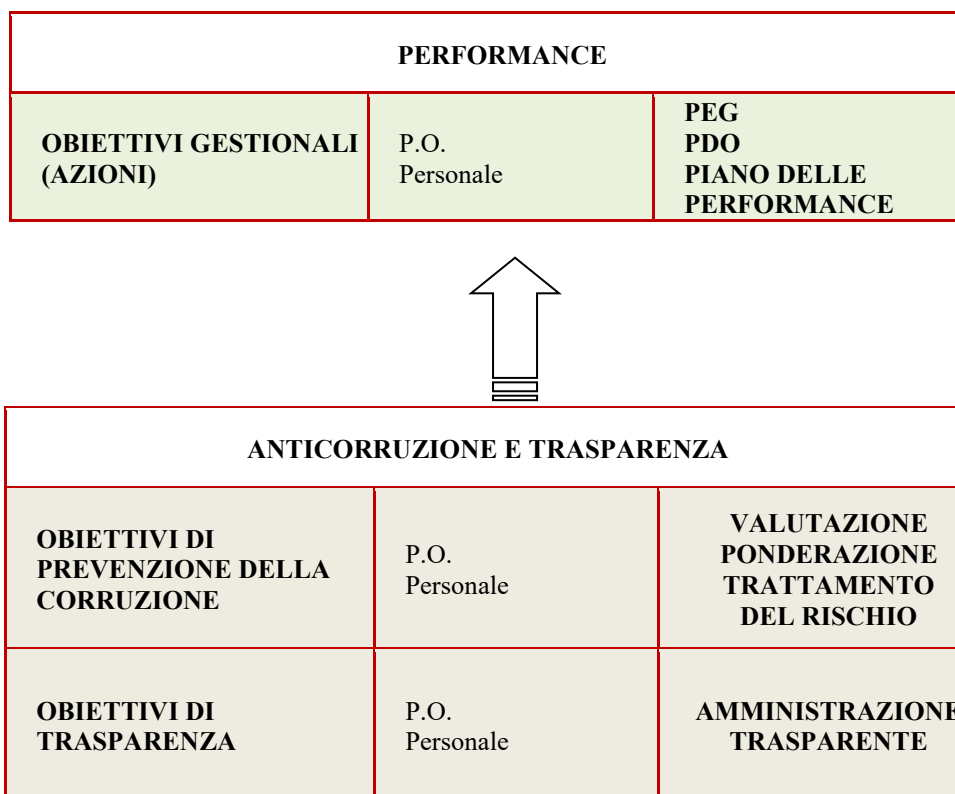 PERFORMANCE
OBIETTIVI GESTIONALI
(AZIONI)
P.O.
Personale
PEG
PDO
PIANO DELLE
PERFORMANCE
ANTICORRUZIONE E TRASPARENZA
OBIETTIVI DI
PREVENZIONE DELLA
CORRUZIONE
P.O.
Personale
VALUTAZIONE
PONDERAZIONE
TRATTAMENTO
DEL RISCHIO
OBIETTIVI DI
TRASPARENZA
P.O.
Personale
AMMINISTRAZIONE
TRASPARENTE